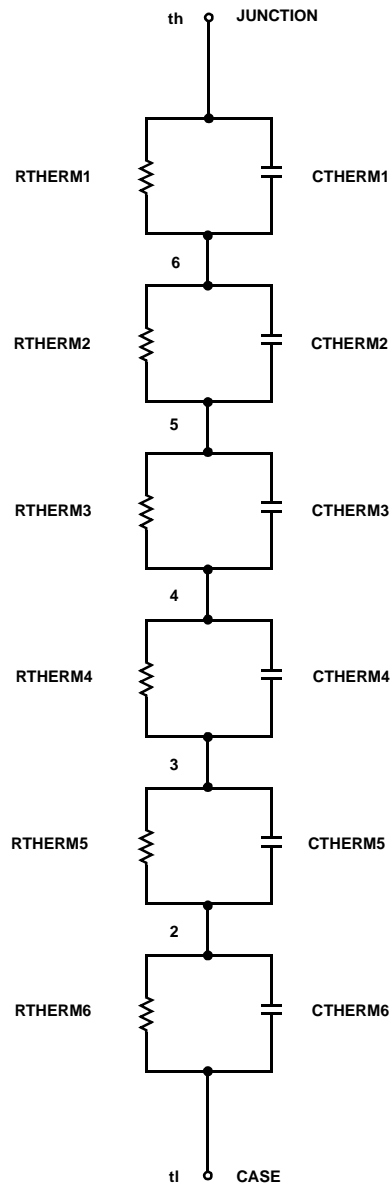 th JUNCTION
RTHERM1 CTHERM1
6
RTHERM2 CTHERM2
5
RTHERM3 CTHERM3
4
RTHERM4 CTHERM4
3
RTHERM5 CTHERM5
2
RTHERM6 CTHERM6
tl CASE